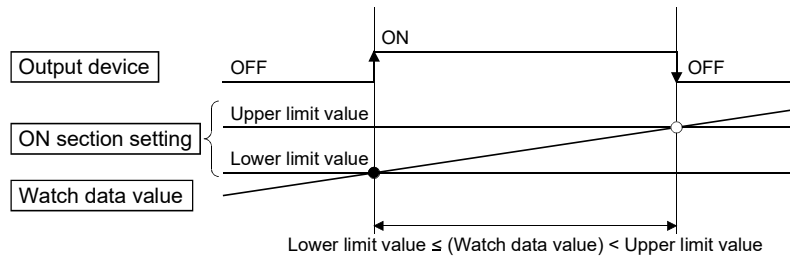 ON
Output device
OFF
OFF
Upper limit value
ON section setting
Lower limit value
Watch data value
Lower limit value ≤ (Watch data value) < Upper limit value